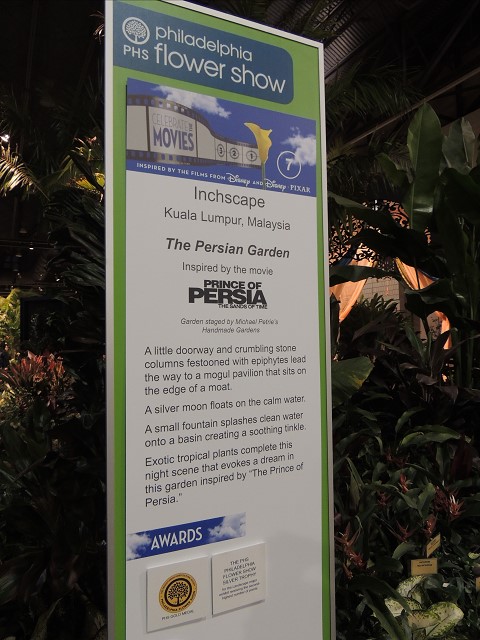 philadelphia
PHS flower show
CELEBRATE THE
MOVIES
INSPIRED BY THE FILMS FROM Disney AND Disney·PIXAR
Inchscape
Kuala Lumpur, Malaysia
The Persian Garden
Inspired by the movie
PRINCE OF
PERSIA
THE SANDS OF TIME
Garden staged by Michael Petrie's
Handmade Gardens
A little doorway and crumbling stone
columns festooned with epiphytes lead
the way to a mogul pavilion that sits on
the edge of a moat.
A silver moon floats on the calm water.
A small fountain splashes clean water
onto a basin creating a soothing tinkle.
Exotic tropical plants complete this
night scene that evokes a dream in
this garden inspired by "The Prince of
Persia."
AWARDS
PHS GOLD MEDAL
THE PHS
PHILADELPHIA
FLOWER SHOW
SILVER TROPHY